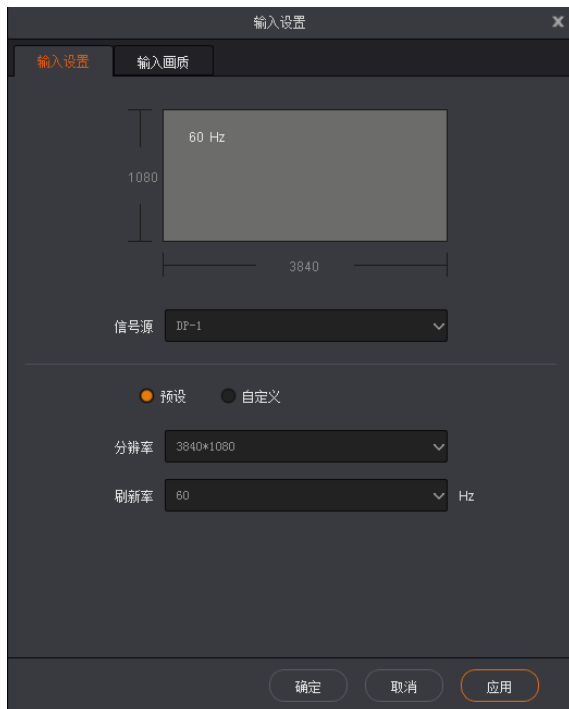 输入设置
输入设置 输入画质
60 Hz
1080
3840
信号源 DP-1
预设 自定义
分辨率 3840*1080
刷新率 60 Hz
确定 取消 应用